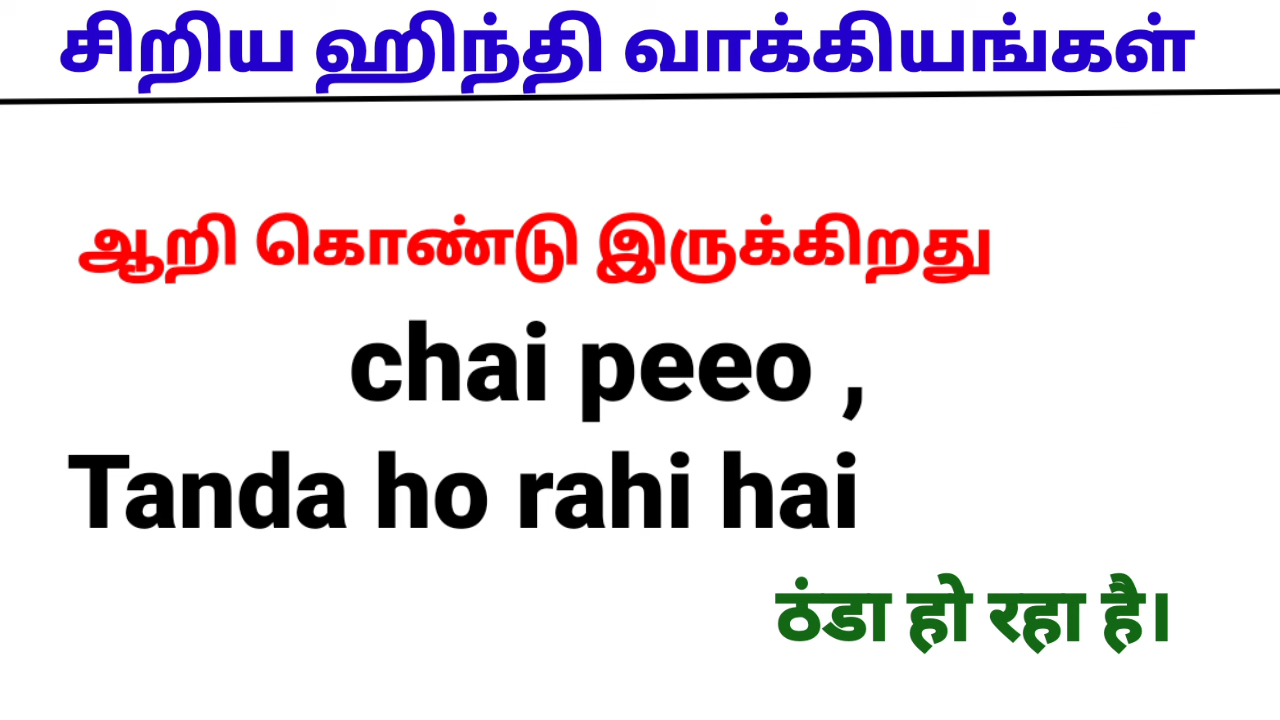 சிறிய ஹிந்தி வாக்கியங்கள்
ஆறி கொண்டு இருக்கிறது
chai peeo ,
Tanda ho rahi hai
ठंडा हो रहा है।